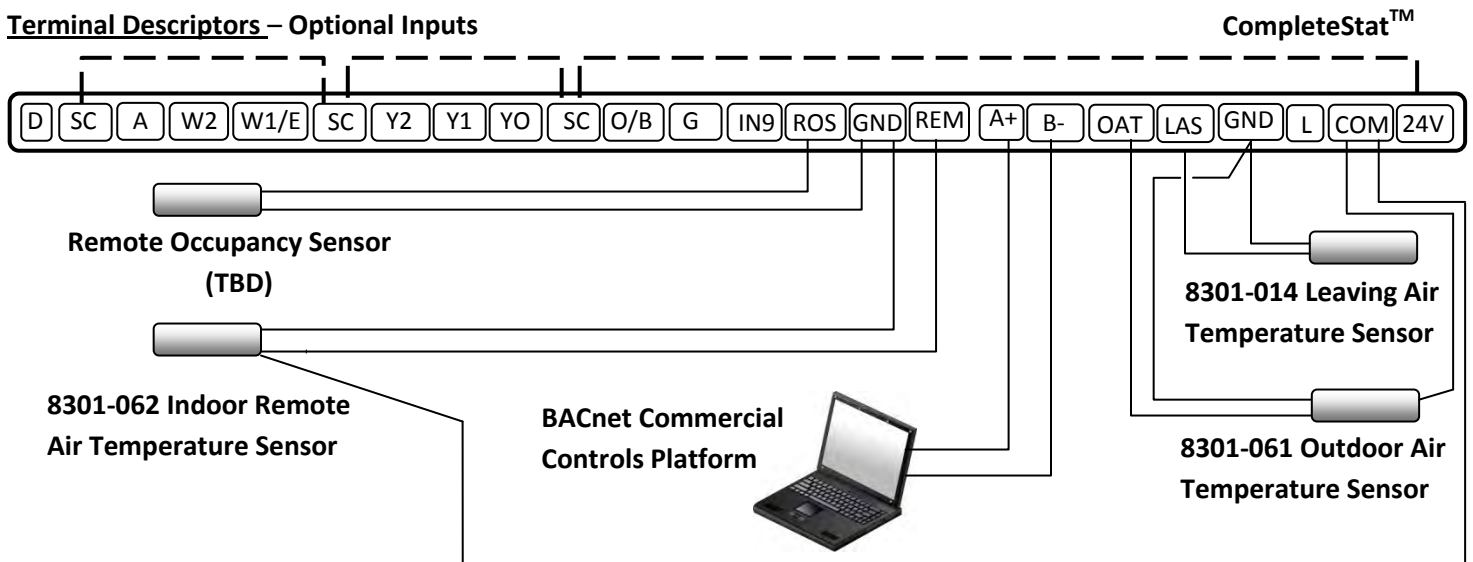 Terminal Descriptors – Optional Inputs
CompleteStat™
D SC A W2 W1/E SC Y2 Y1 YO SC O/B G IN9 ROS GND REM A+ B- OAT LAS GND L COM 24V
Remote Occupancy Sensor
(TBD)
8301-014 Leaving Air
Temperature Sensor
8301-062 Indoor Remote
Air Temperature Sensor
BACnet Commercial
Controls Platform
8301-061 Outdoor Air
Temperature Sensor